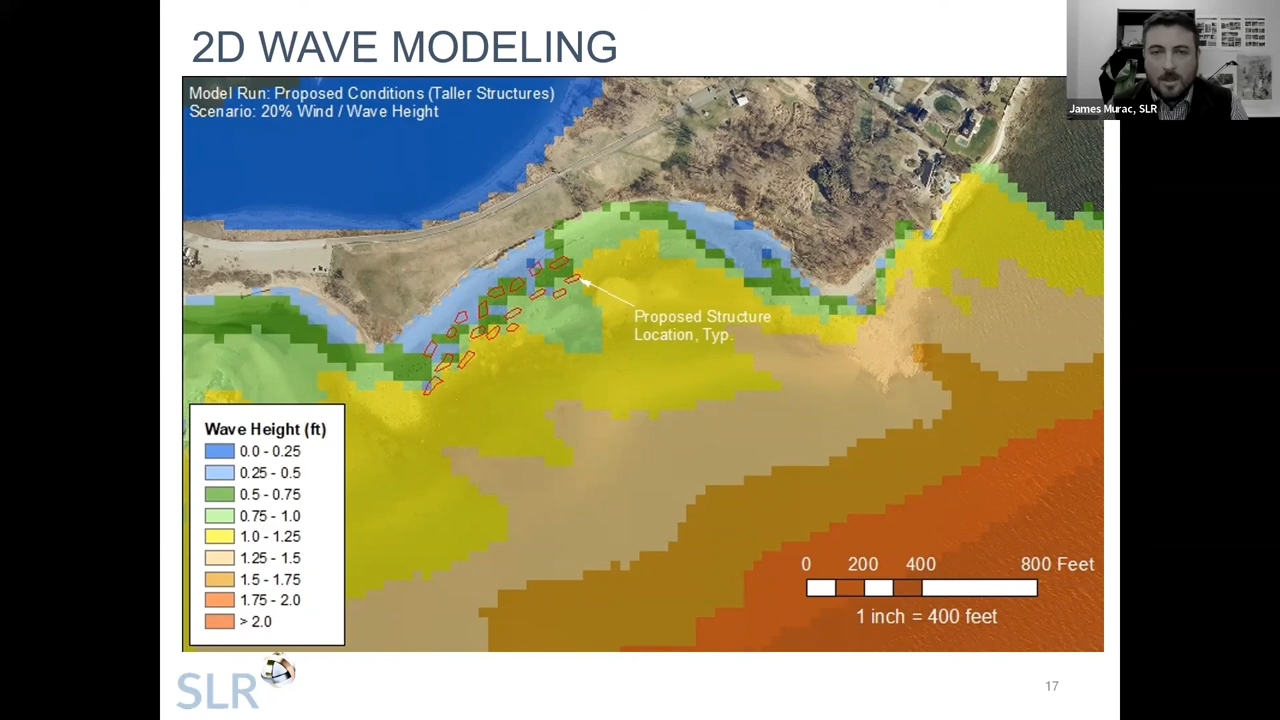 2D WAVE MODELING
Model Run: Proposed Conditions (Taller Structures)
Scenario: 20% Wind / Wave Height
James Murac, SLR
Proposed Structure
Location, Typ.
Wave Height (ft)
0.0 - 0.25
0.25 - 0.5
0.5 - 0.75
0.75 - 1.0
1.0 - 1.25
1.25 - 1.5
1.5 - 1.75
1.75 - 2.0
> 2.0
0 200 400 800 Feet
1 inch = 400 feet
SLR
17